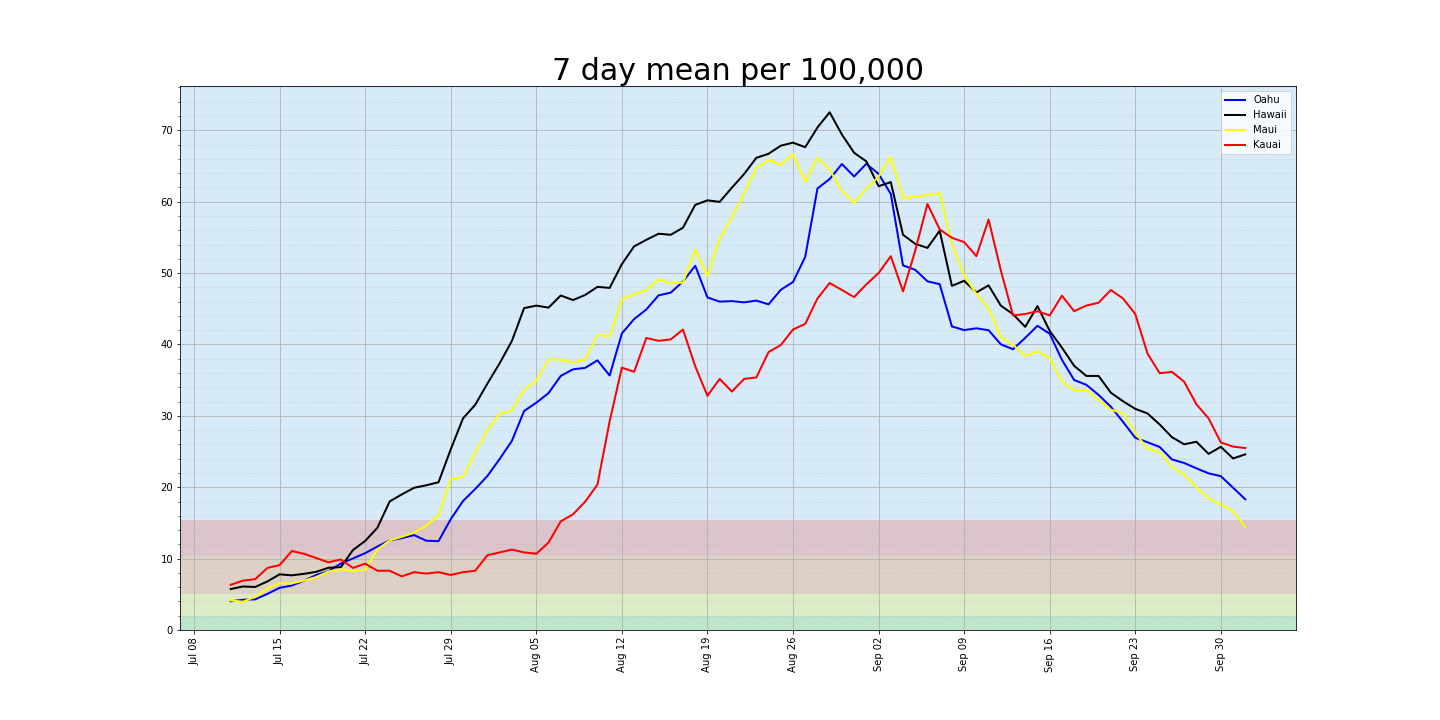 7 day mean per 100,000
Oahu
Hawaii
Maui
Kauai
70
60
50
40
30
20
10
0
Jul 08
Jul 15
Jul 22
Jul 29
Aug 05
Aug 12
Aug 19
Aug 26
Sep 02
Sep 09
Sep 16
Sep 23
Sep 30